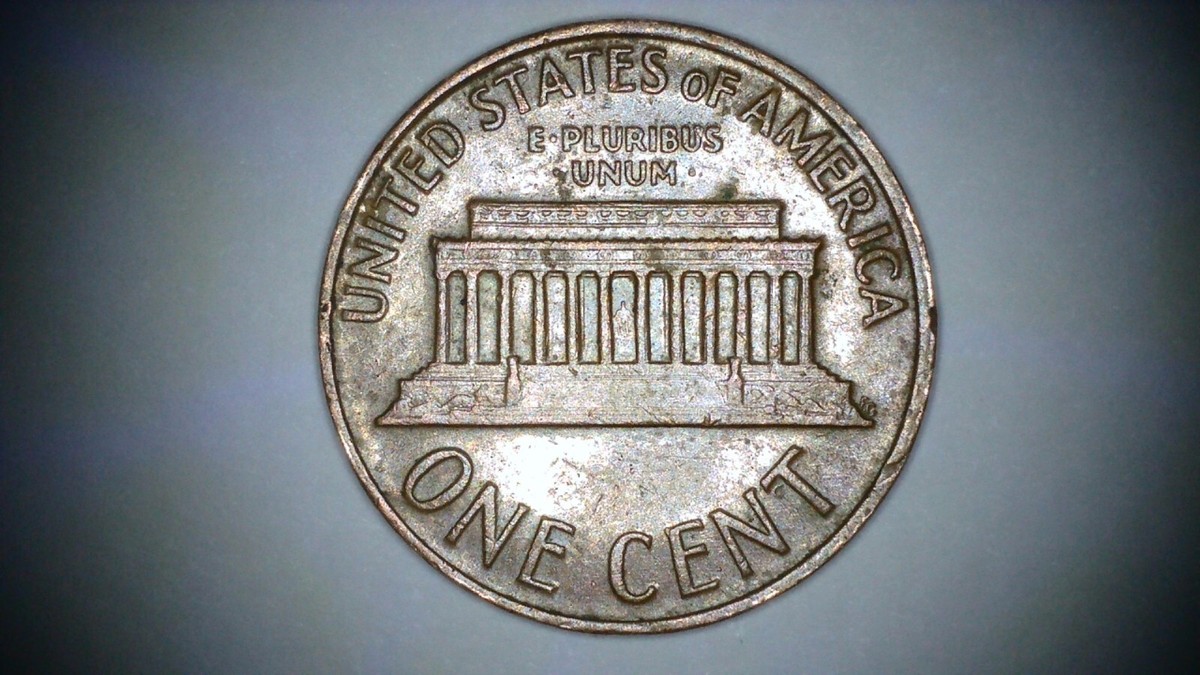 UNITED STATES OF AMERICA
E·PLURIBUS
·UNUM·
ONE CENT